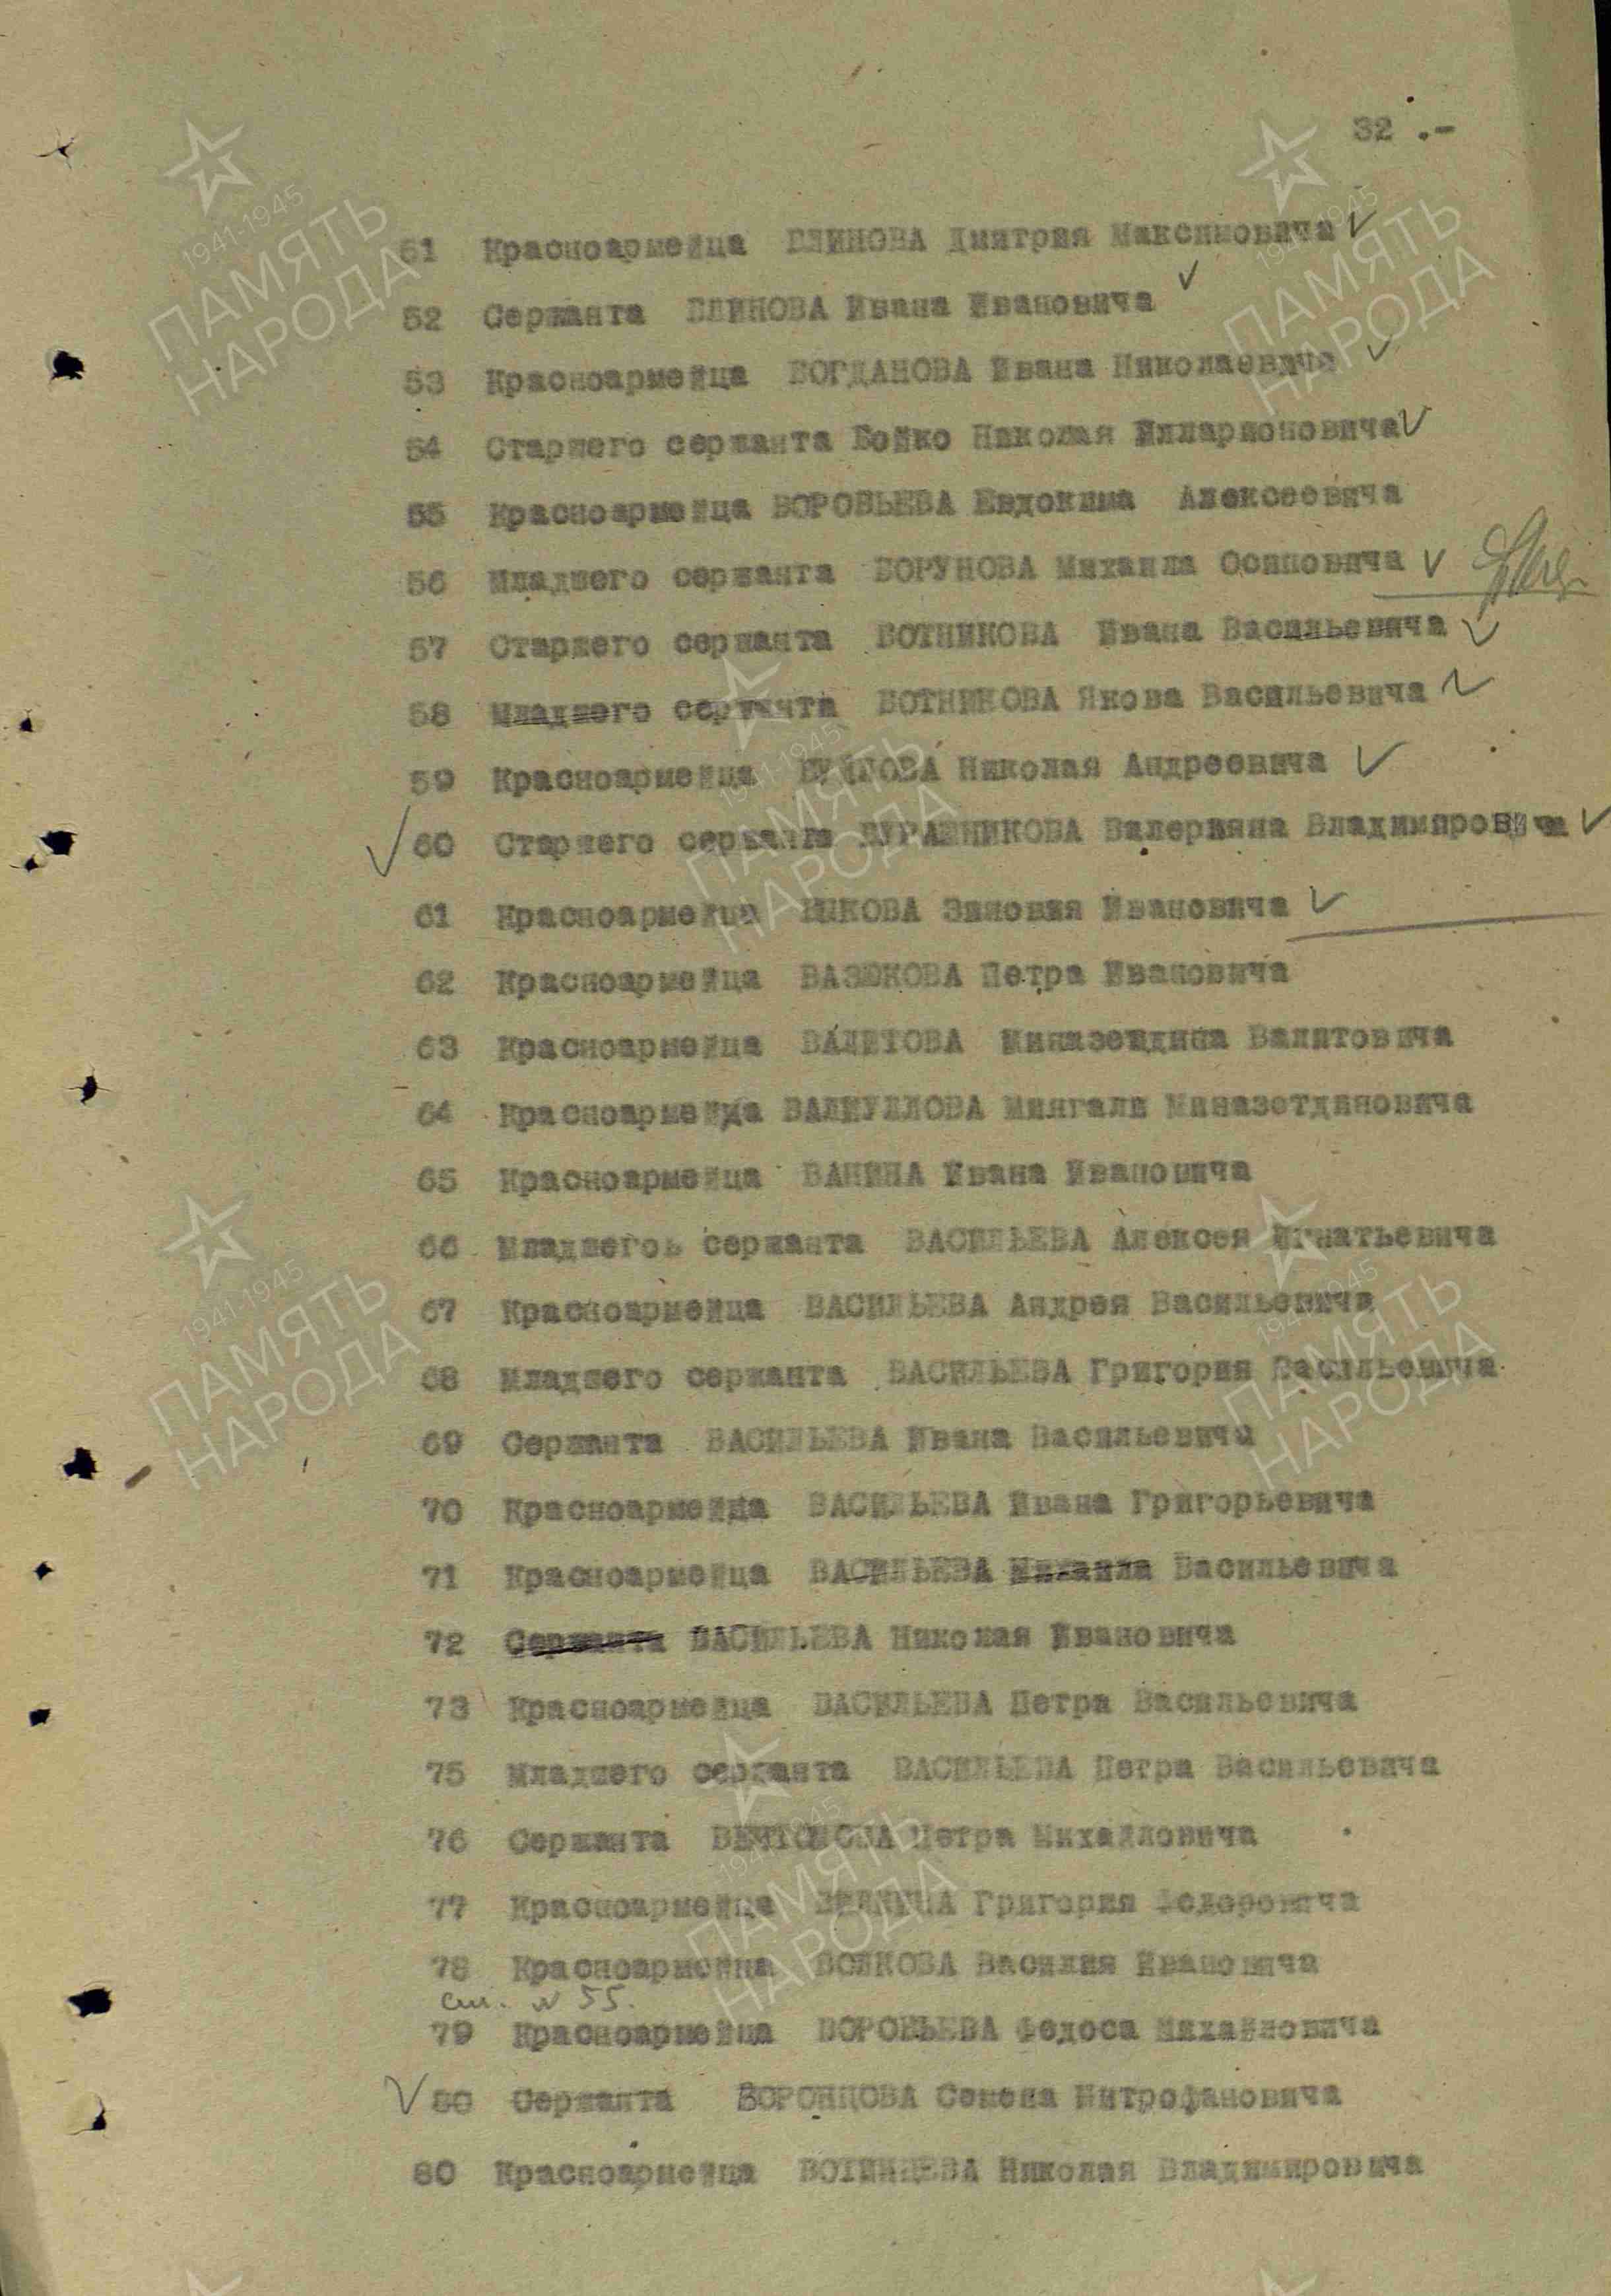 32 .-
51 Красноармейца БЛИНОВА Дмитрия Максимовича
52 Сержанта БЛИНОВА Ивана Ивановича
53 Красноармейца БОГДАНОВА Ивана Николаевича
54 Старшего сержанта Бойко Николая Илларионовича
55 Красноармейца ВОРОБЬЕВА Евдокима Алексеевича
56 Младшего сержанта БОРУНОВА Михаила Осиповича
57 Старшего сержанта БОТНИКОВА Ивана Васильевича
58 Младшего сержанта БОТНИКОВА Якова Васильевича
59 Красноармейца Николая Андреевича
60 Старшего сержанта Валериана Владимировича
61 Красноармейца Зиновия Ивановича
62 Красноармейца ВАЗЮКОВА Петра Ивановича
63 Красноармейца ВАЛИТОВА Валитовича
64 Красноармейца ВАЛИУЛЛОВА Мингали Миназетдиновича
65 Красноармейца ВАНИНА Ивана Ивановича
66 Младшегоь сержанта ВАСИЛЬЕВА Алексея Игнатьевича
67 Красноармейца ВАСИЛЬЕВА Андрея Васильевича
68 Младшего сержанта ВАСИЛЬЕВА Григория Васильевича
69 Сержанта ВАСИЛЬЕВА Ивана Васильевича
70 Красноармейца ВАСИЛЬЕВА Ивана Григорьевича
71 Красноармейца ВАСИЛЬЕВА Михаила Васильевича
72 Сержанта ВАСИЛЬЕВА Николая Ивановича
73 Красноармейца ВАСИЛЬЕВА Петра Васильевича
75 Младшего сержанта ВАСИЛЬЕВА Петра Васильевича
76 Сержанта ВЕЧТОМОВА Петра Михайловича
77 Красноармейца Григория Федоровича
78 Красноармейца ВОЛКОВА Василия Ивановича
см. № 55.
79 Красноармейца ВОРОБЬЕВА Федоса Михайловича
80 Сержанта ВОРОНЦОВА Семена Митрофановича
80 Красноармейца ВОТИНЦЕВА Николая Владимировича
1941-1945
ПАМЯТЬ
НАРОДА